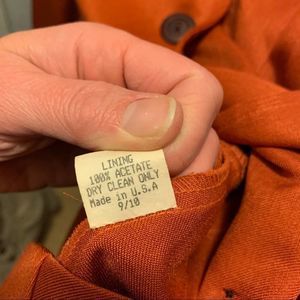 LINING
100% ACETATE
DRY CLEAN ONLY
Made in U.S.A
9/10